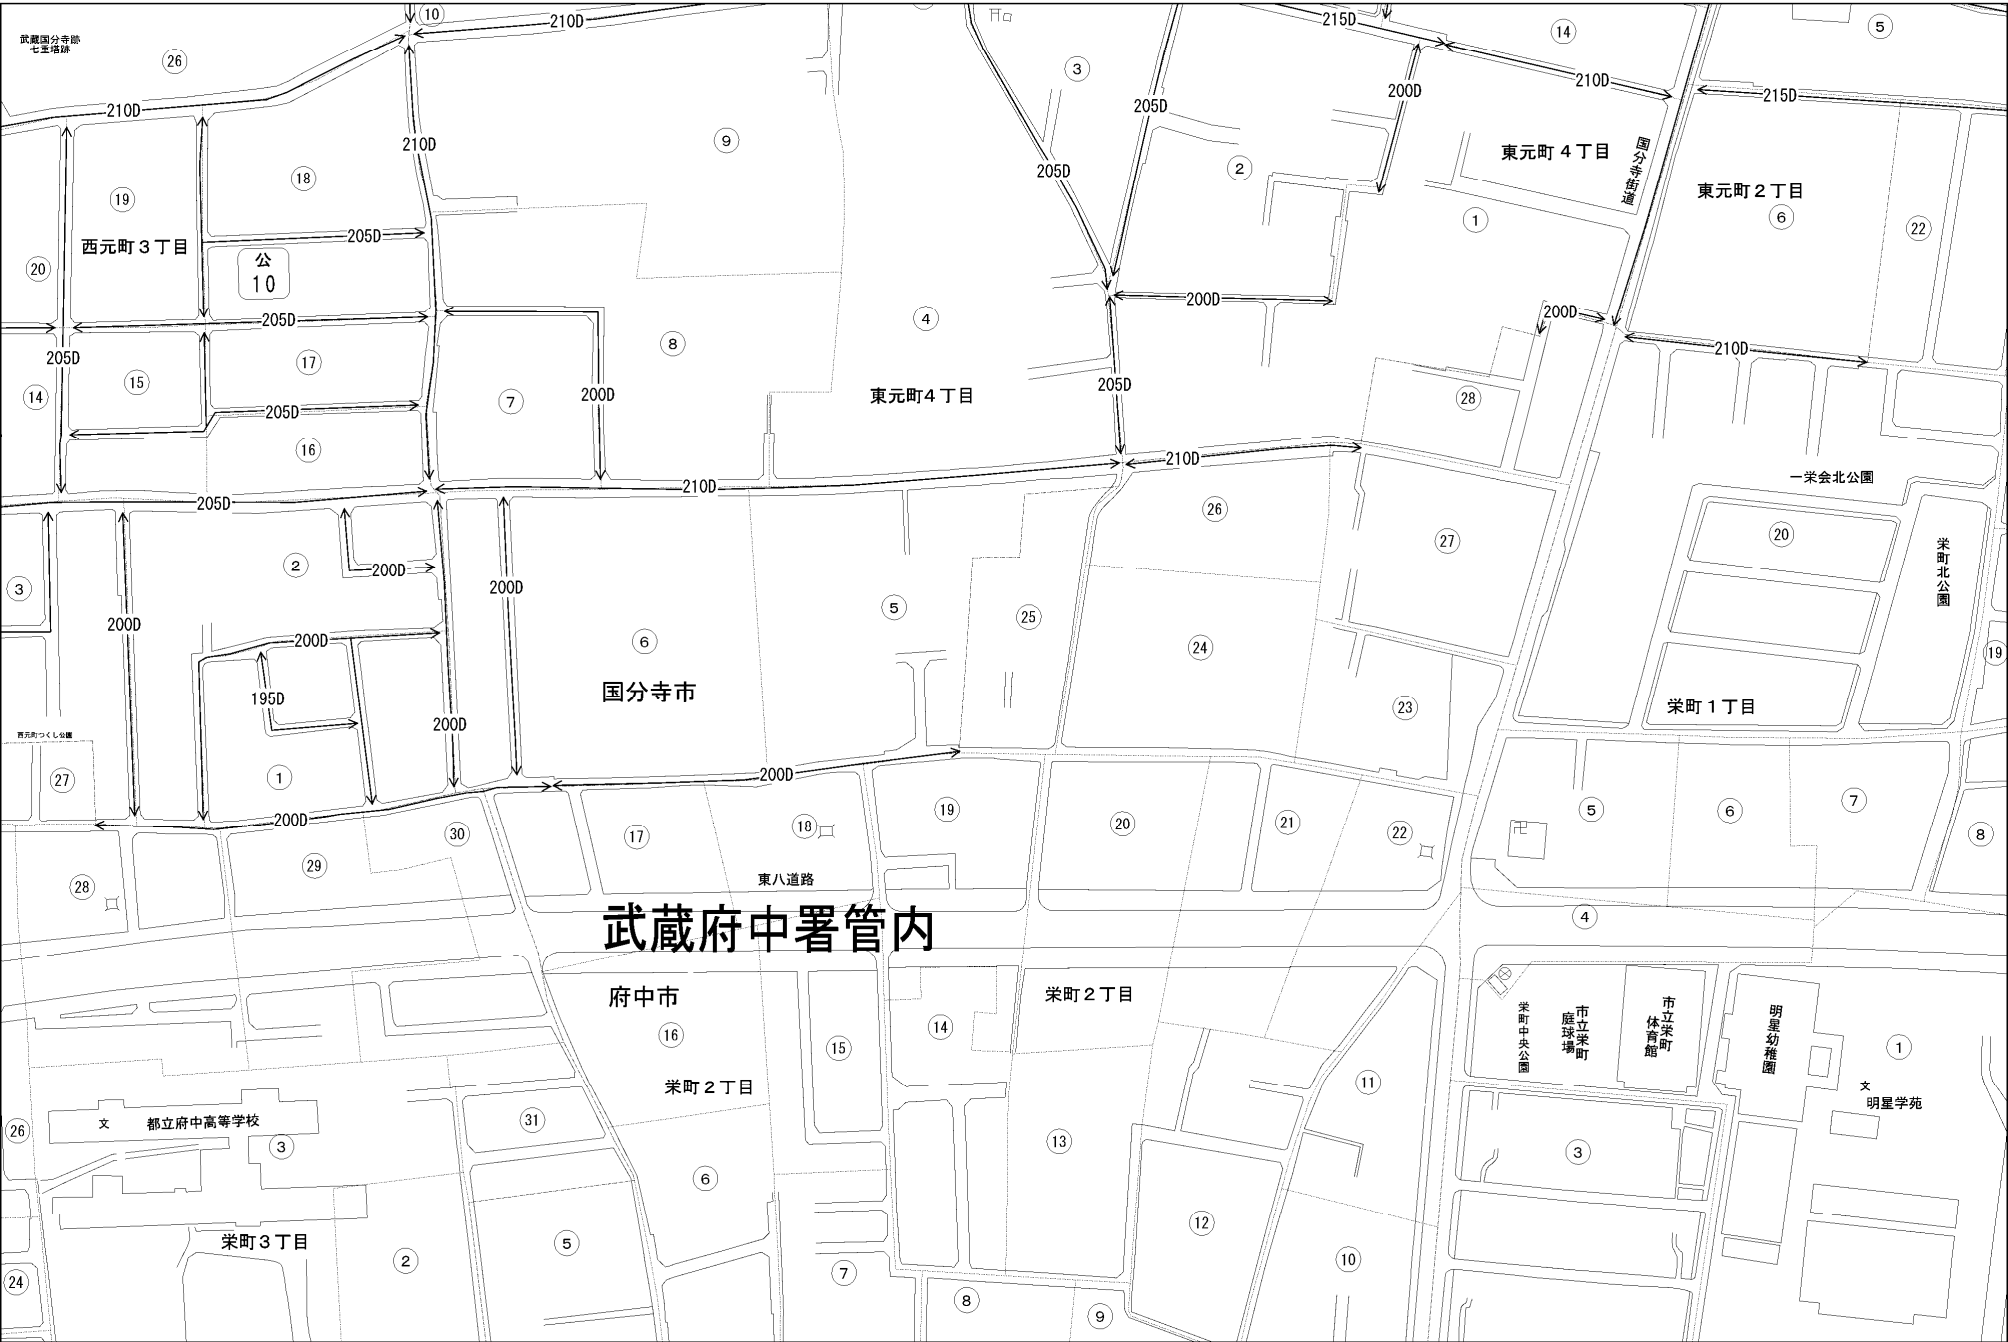 10
210D
215D
14
5
武蔵国分寺跡
七重塔跡
26
3
210D
200D
215D
210D
205D
210D
9
205D
2
東元町４丁目
国分寺街道
東元町２丁目
6
22
19
18
205D
1
西元町３丁目
205D
公
10
20
200D
205D
4
200D
8
210D
205D
17
15
14
7
200D
205D
東元町４丁目
28
205D
16
210D
210D
一栄会北公園
205D
26
27
20
栄町北公園
2
200D
3
200D
200D
5
25
200D
6
24
19
195D
国分寺市
23
栄町１丁目
200D
西元町つくし公園
27
1
200D
5
6
7
200D
30
17
18
19
20
21
22
8
29
28
東八道路
武蔵府中署管内
4
府中市
栄町２丁目
16
14
15
栄町中央公園
市立栄町
庭球場
市立栄町
体育館
明星幼稚園
1
11
栄町２丁目
文
明星学苑
26
文
都立府中高等学校
3
31
13
3
6
12
栄町３丁目
5
2
10
24
7
8
9